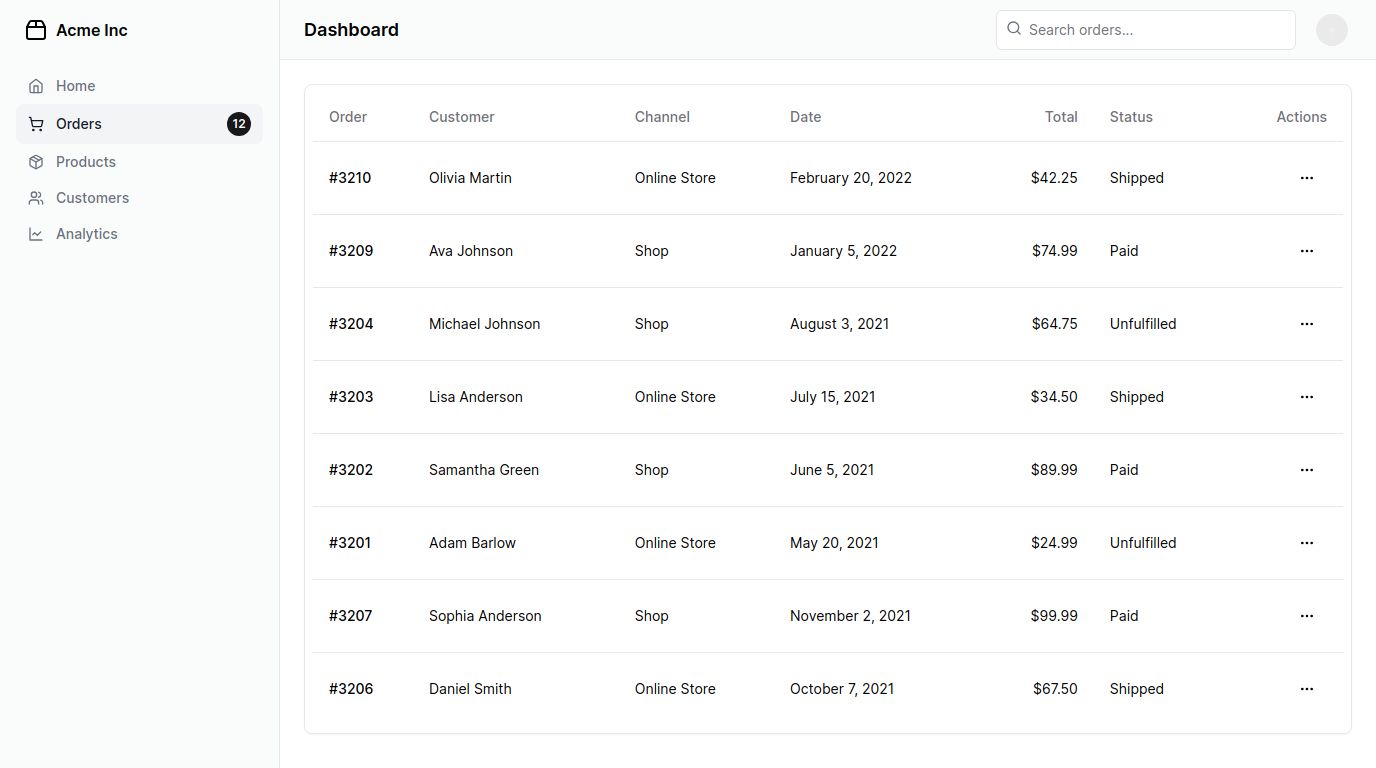 Acme Inc
Dashboard
Search orders...
Home
Orders 12
Products
Customers
Analytics
Order Customer Channel Date Total Status Actions
#3210 Olivia Martin Online Store February 20, 2022 $42.25 Shipped ...
#3209 Ava Johnson Shop January 5, 2022 $74.99 Paid ...
#3204 Michael Johnson Shop August 3, 2021 $64.75 Unfulfilled ...
#3203 Lisa Anderson Online Store July 15, 2021 $34.50 Shipped ...
#3202 Samantha Green Shop June 5, 2021 $89.99 Paid ...
#3201 Adam Barlow Online Store May 20, 2021 $24.99 Unfulfilled ...
#3207 Sophia Anderson Shop November 2, 2021 $99.99 Paid ...
#3206 Daniel Smith Online Store October 7, 2021 $67.50 Shipped ...